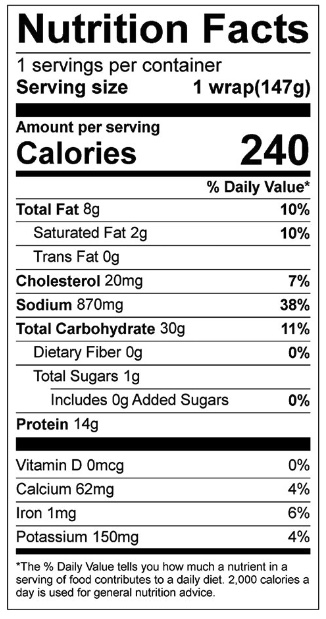 Nutrition Facts
1 servings per container
Serving size 1 wrap(147g)
Amount per serving
Calories 240
% Daily Value*
Total Fat 8g 10%
Saturated Fat 2g 10%
Trans Fat 0g
Cholesterol 20mg 7%
Sodium 870mg 38%
Total Carbohydrate 30g 11%
Dietary Fiber 0g 0%
Total Sugars 1g
Includes 0g Added Sugars 0%
Protein 14g
Vitamin D 0mcg 0%
Calcium 62mg 4%
Iron 1mg 6%
Potassium 150mg 4%
*The % Daily Value tells you how much a nutrient in a
serving of food contributes to a daily diet. 2,000 calories a
day is used for general nutrition advice.